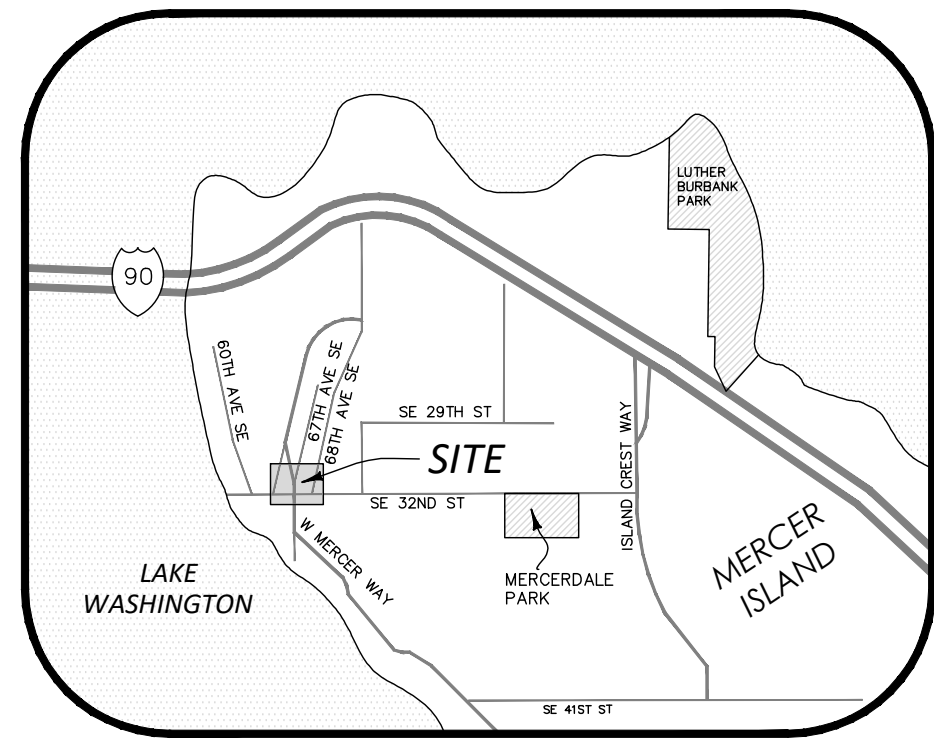 LUTHER
BURBANK
PARK
90
60TH AVE SE
67TH AVE SE
68TH AVE SE
SE 29TH ST
SITE
SE 32ND ST
ISLAND CREST WAY
W MERCER WAY
MERCER
ISLAND
LAKE
WASHINGTON
MERCERDALE
PARK
SE 41ST ST